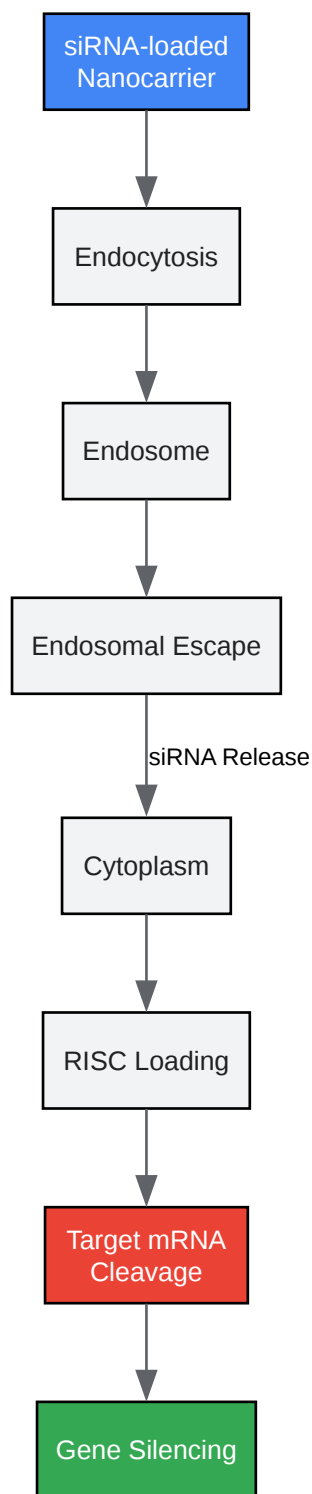 siRNA-loaded
Nanocarrier
Endocytosis
Endosome
Endosomal Escape
siRNA Release
Cytoplasm
RISC Loading
Target mRNA
Cleavage
Gene Silencing